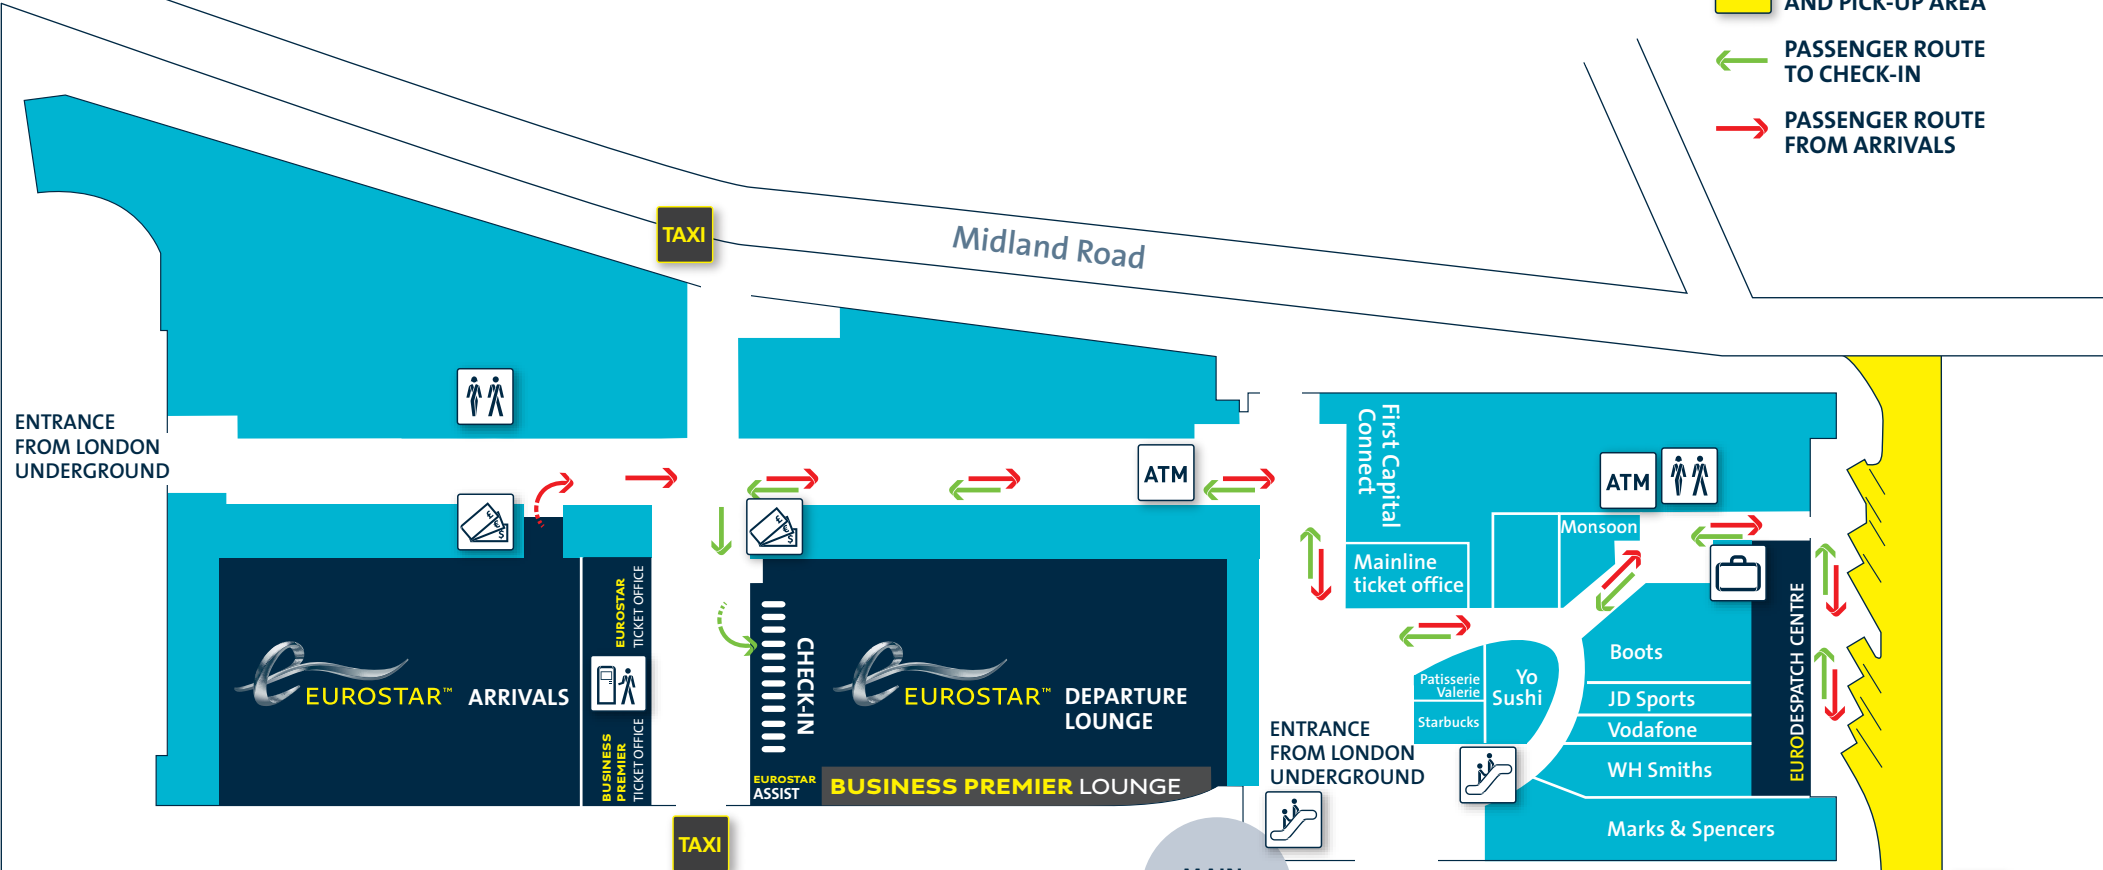 AND PICK-UP AREA
PASSENGER ROUTE
TO CHECK-IN
PASSENGER ROUTE
FROM ARRIVALS
TAXI
Midland Road
ENTRANCE
FROM LONDON
UNDERGROUND
ATM
First Capital
Connect
ATM
Monsoon
Mainline
ticket office
EUROSTAR
TICKET OFFICE
EUROSTAR™ ARRIVALS
BUSINESS
PREMIER
TICKET OFFICE
CHECK-IN
EUROSTAR™ DEPARTURE
LOUNGE
EUROSTAR
ASSIST
BUSINESS PREMIER LOUNGE
ENTRANCE
FROM LONDON
UNDERGROUND
Patisserie
Valerie
Starbucks
Yo
Sushi
Boots
JD Sports
Vodafone
WH Smiths
Marks & Spencers
EURODESPATCH CENTRE
TAXI
MAIN